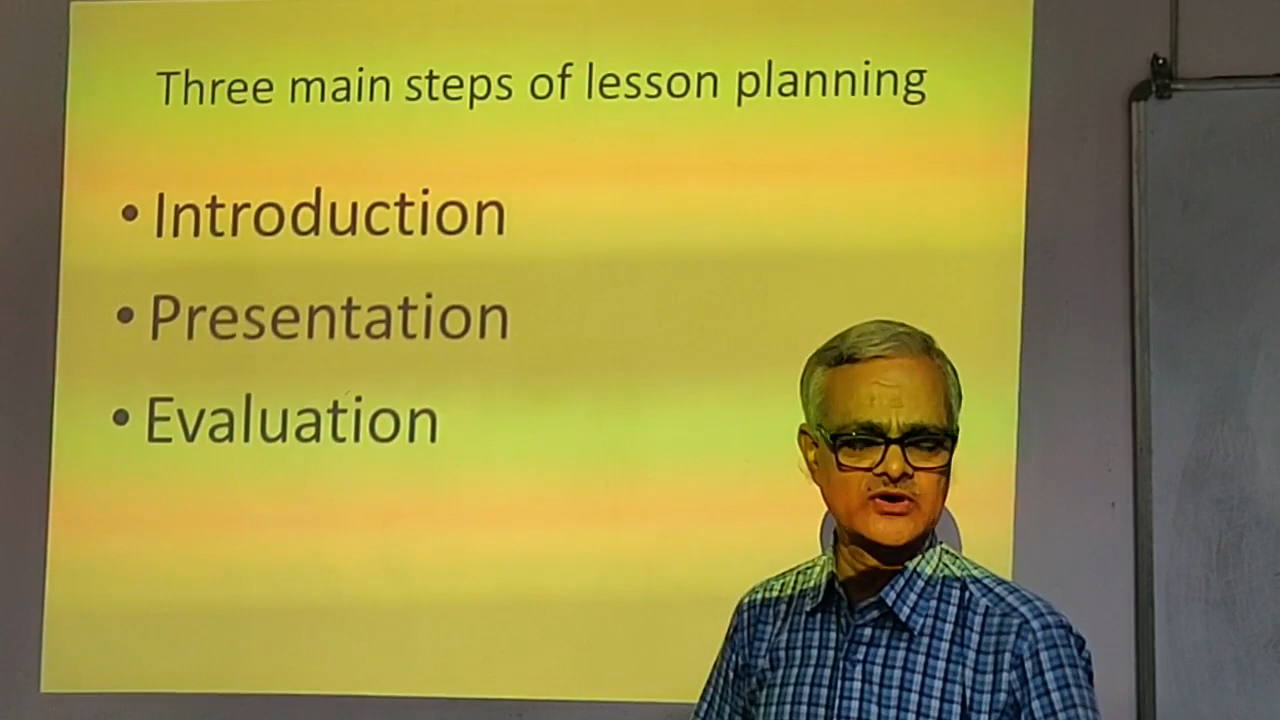 Three main steps of lesson planning
• Introduction
• Presentation
• Evaluation